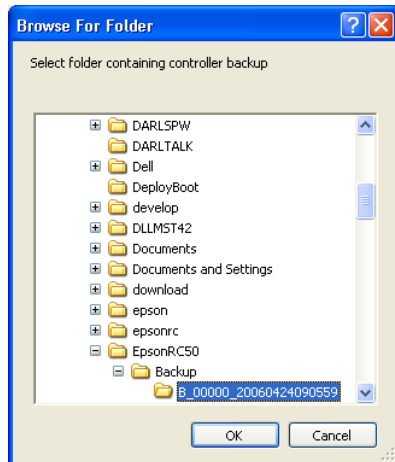 Browse For Folder
Select folder containing controller backup
DARLSPW
DARLTALK
Dell
DeployBoot
develop
DLLMST42
Documents
Documents and Settings
download
epson
epsonrc
EpsonRC50
Backup
B_00000_20060424090559
OK
Cancel